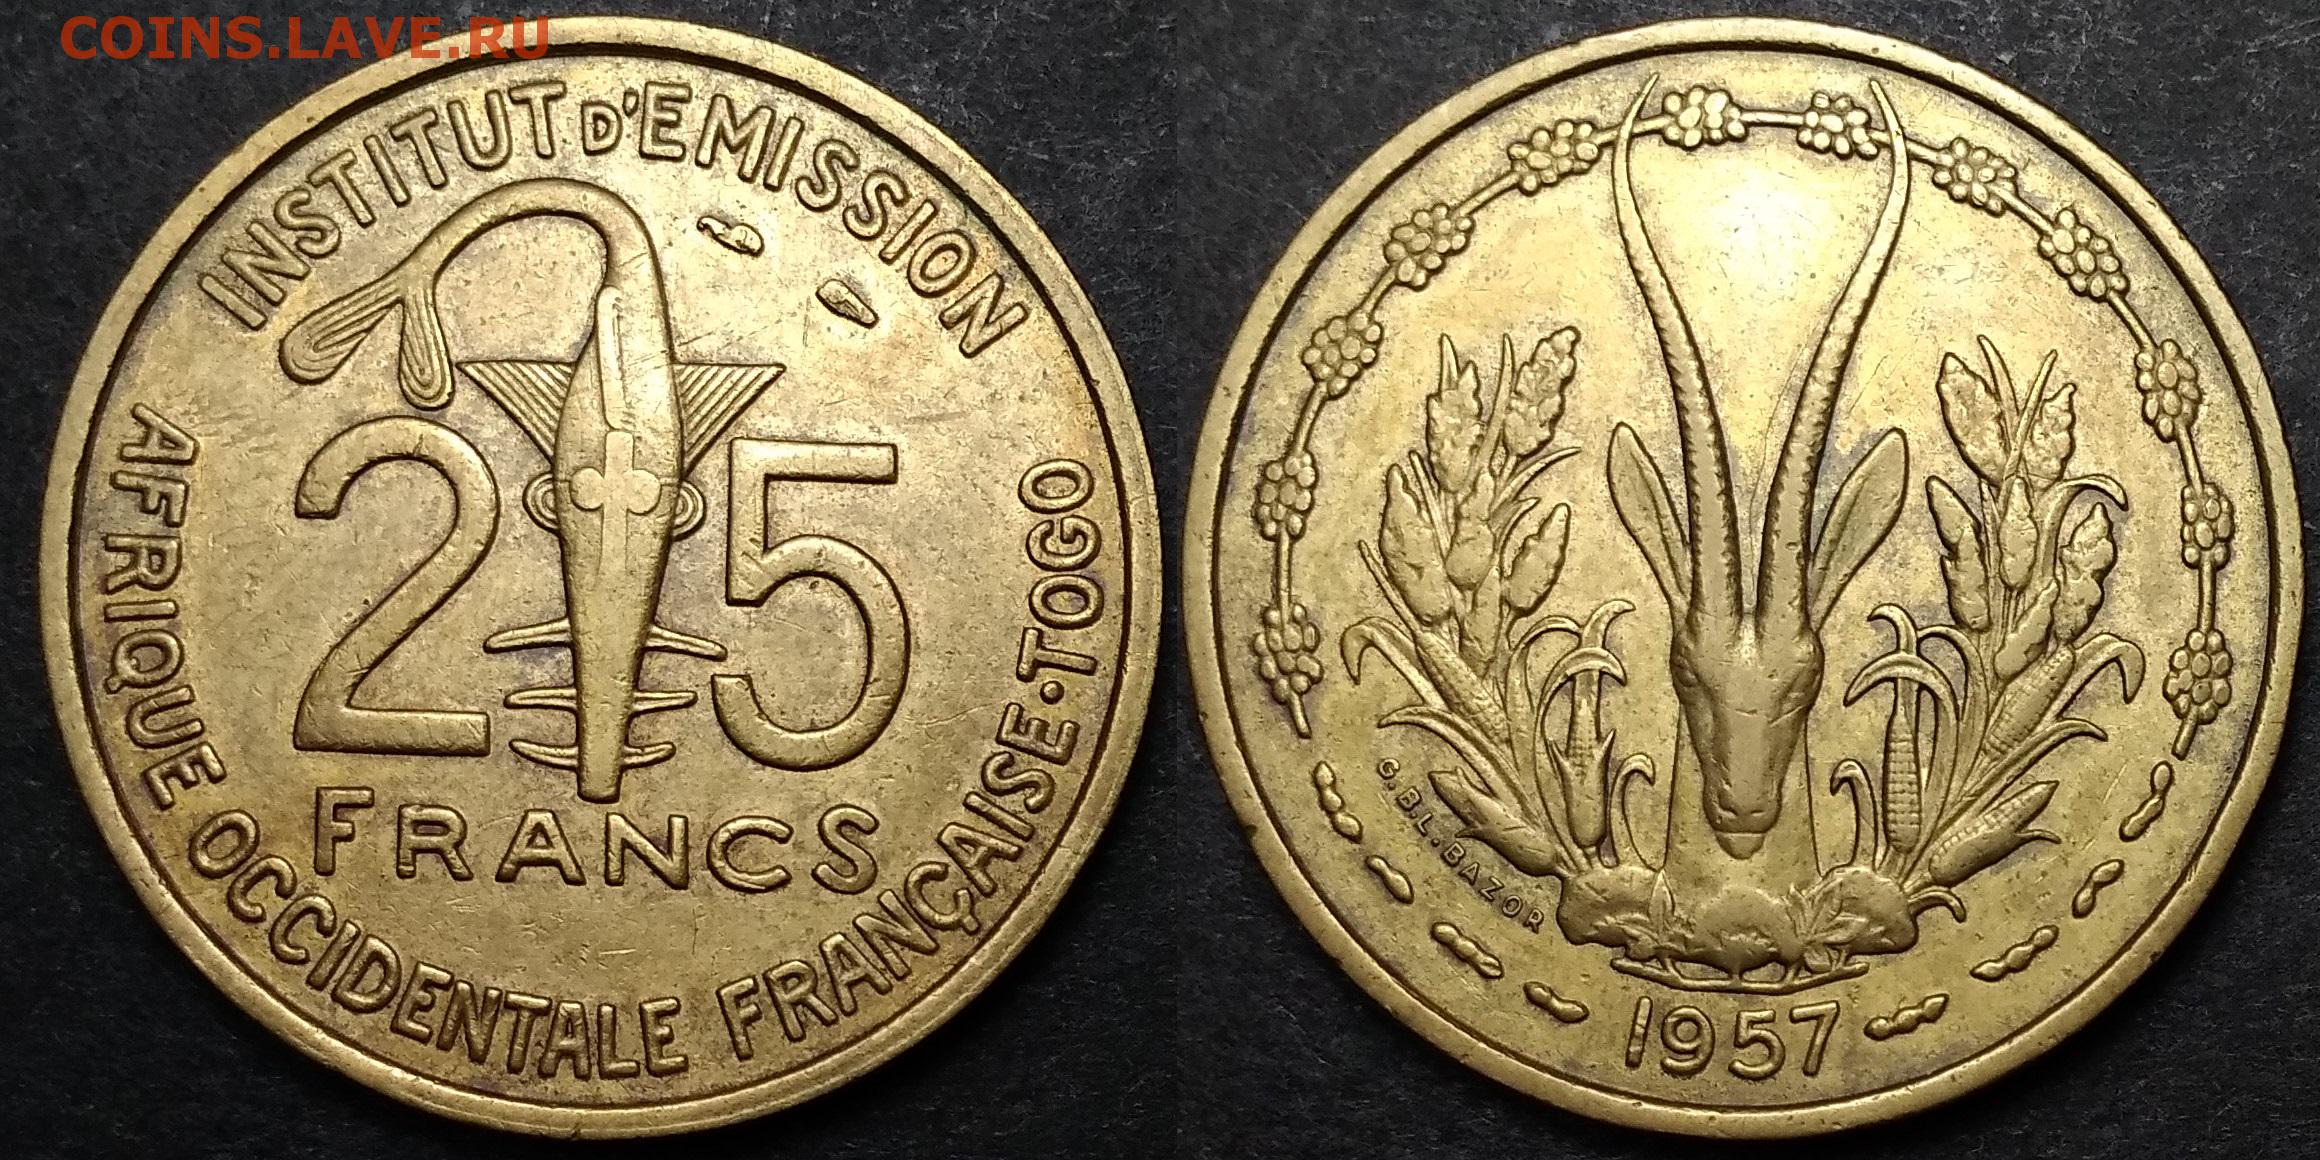 COINS.LAVE.RU
INSTITUT D'EMISSION
AFRIQUE OCCIDENTALE FRANÇAISE·TOGO
25
FRANCS
G.B.L.BAZOR
1957